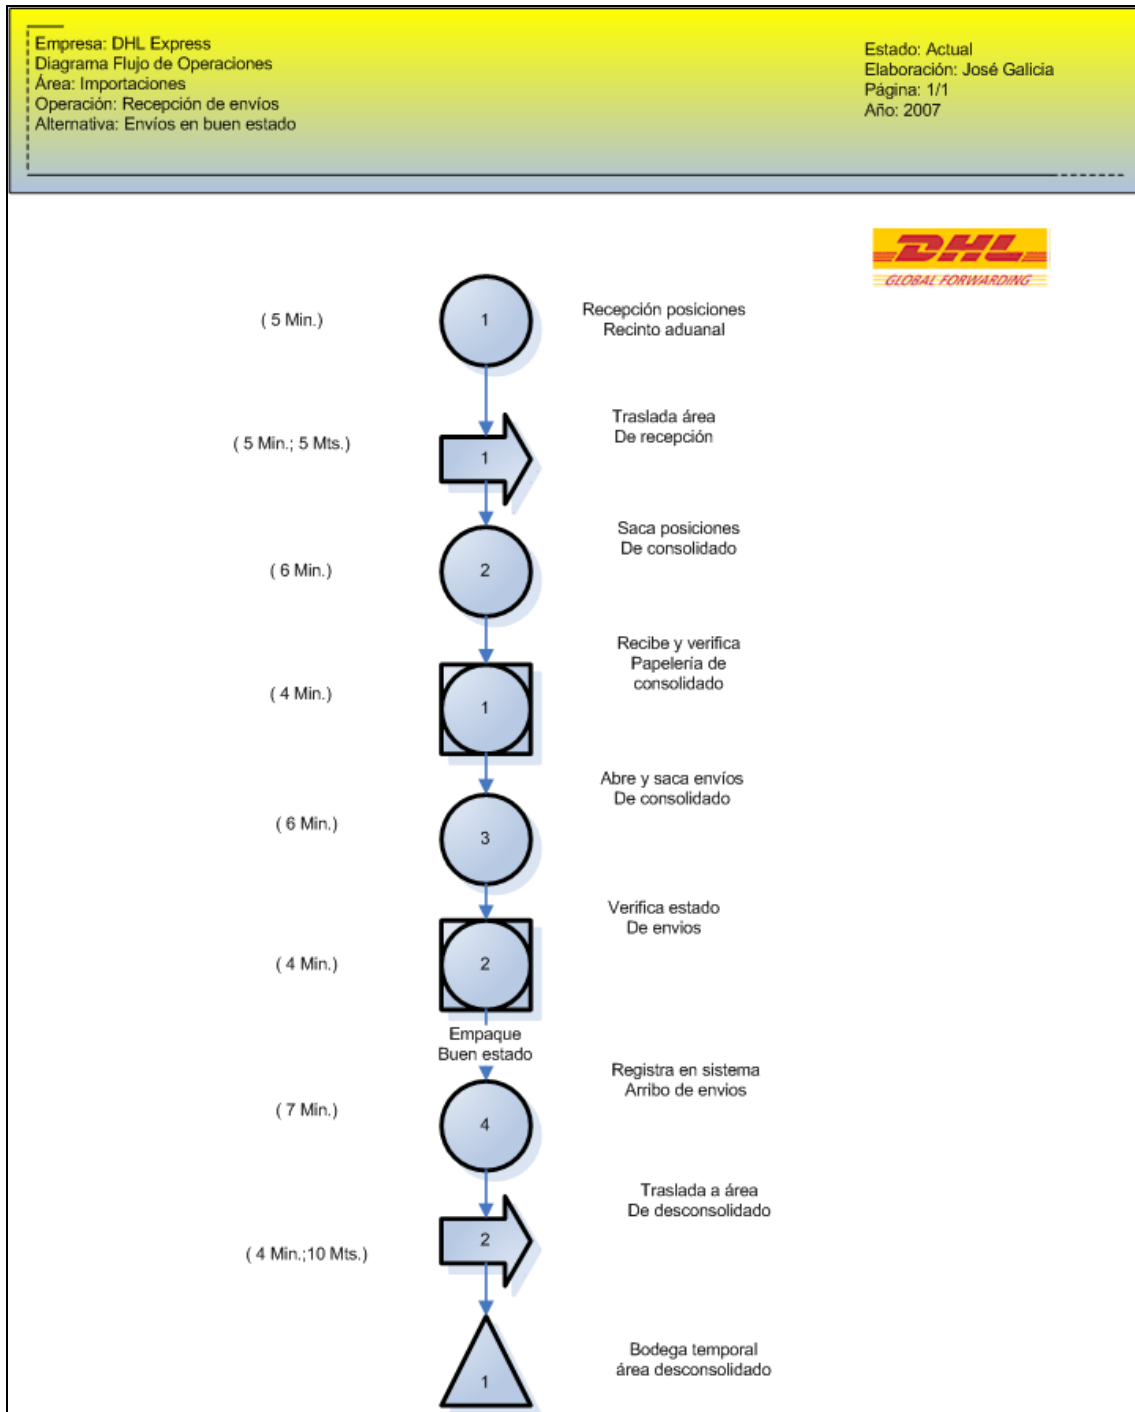 Empresa: DHL Express
Diagrama Flujo de Operaciones
Área: Importaciones
Operación: Recepción de envíos
Alternativa: Envíos en buen estado
Estado: Actual
Elaboración: José Galicia
Página: 1/1
Año: 2007
DHL
GLOBAL FORWARDING
( 5 Min.)
1
Recepción posiciones
Recinto aduanal
( 5 Min.; 5 Mts.)
1
Traslada área
De recepción
( 6 Min.)
2
Saca posiciones
De consolidado
( 4 Min.)
1
Recibe y verifica
Papelería de
consolidado
( 6 Min.)
3
Abre y saca envíos
De consolidado
( 4 Min.)
2
Verifica estado
De envios
Empaque
Buen estado
( 7 Min.)
4
Registra en sistema
Arribo de envios
( 4 Min.;10 Mts.)
2
Traslada a área
De desconsolidado
1
Bodega temporal
área desconsolidado